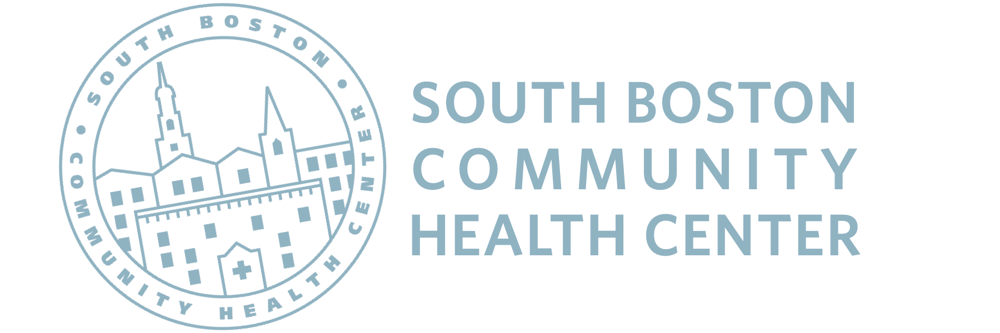 SOUTH BOSTON
COMMUNITY HEALTH CENTER
SOUTH BOSTON
COMMUNITY
HEALTH CENTER